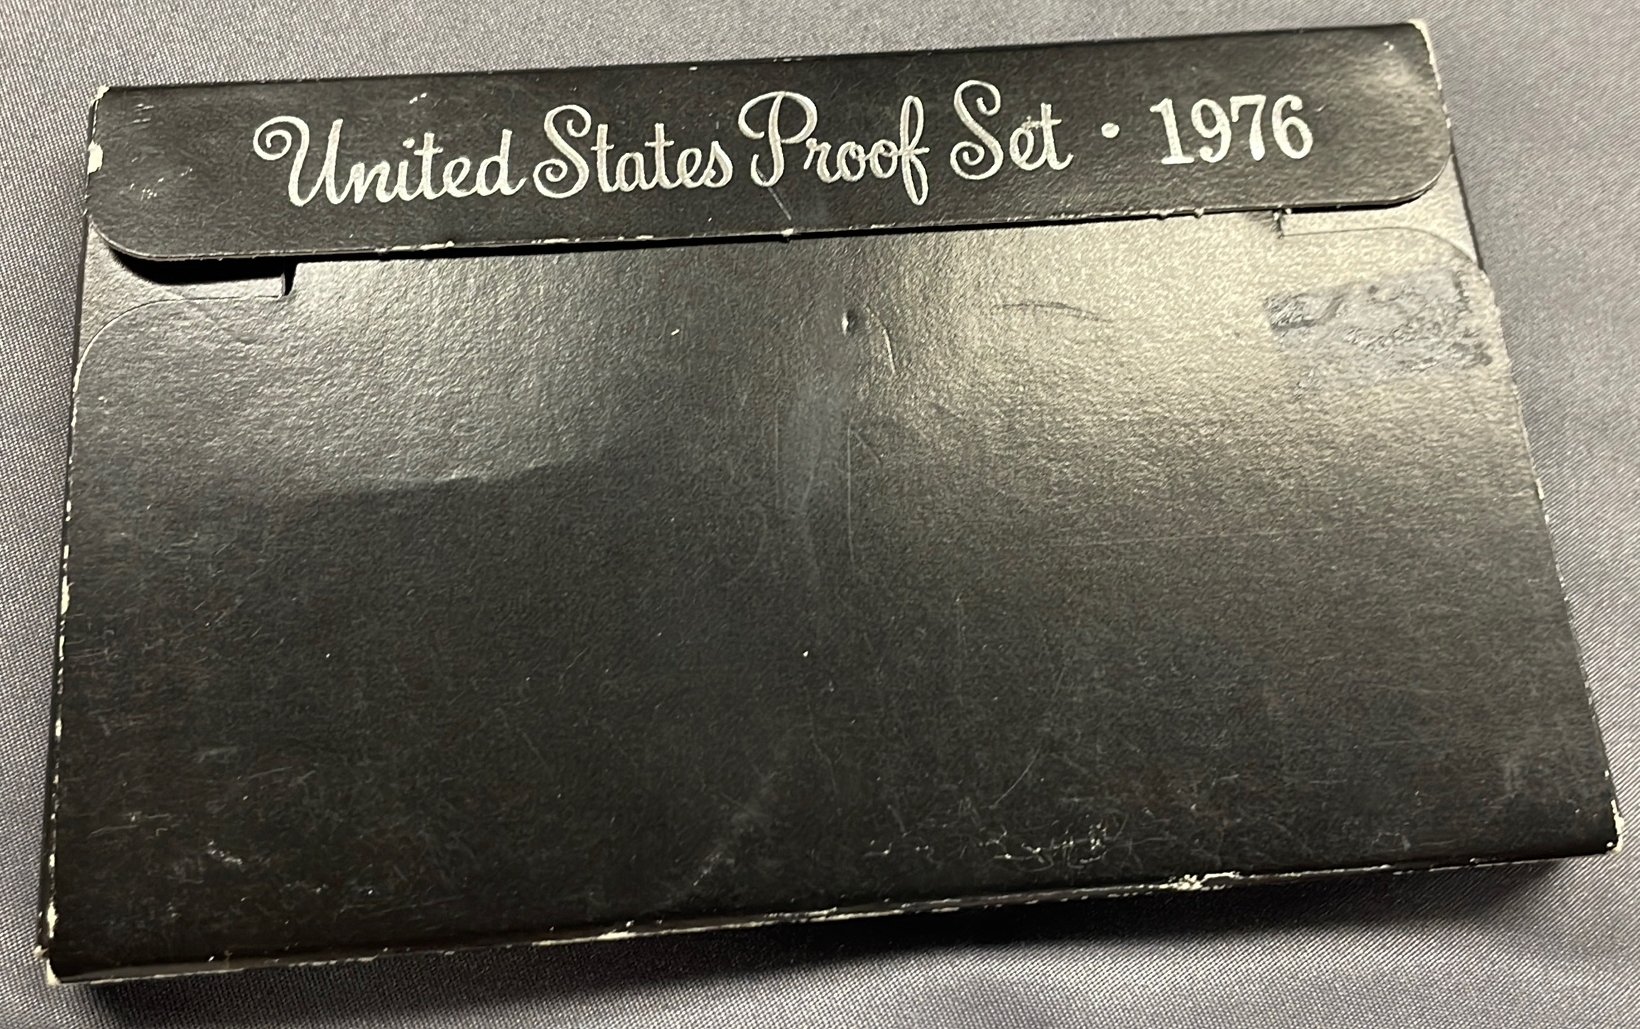 United States Proof Set · 1976